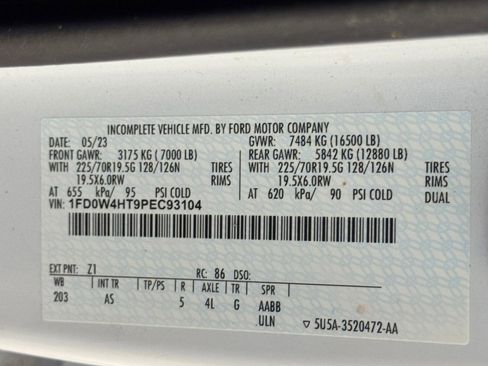 INCOMPLETE VEHICLE MFD. BY FORD MOTOR COMPANY
DATE: 05/23 GVWR: 7484 KG (16500 LB)
FRONT GAWR: 3175 KG ( 7000 LB) REAR GAWR: 5842 KG (12880 LB)
WITH 225/70R19.5G 128/126N TIRES WITH 225/70R19.5G 128/126N TIRES
19.5X6.0RW RIMS 19.5X6.0RW RIMS
AT 655 kPa/ 95 PSI COLD AT 620 kPa/ 90 PSI COLD DUAL
VIN: 1FD0W4HT9PEC93104
EXT PNT: Z1 RC: 86 DSO:
WB INT TR TP/PS R AXLE TR SPR
203 AS 5 4L G AABB
ULN ▽ 5U5A-3520472-AA